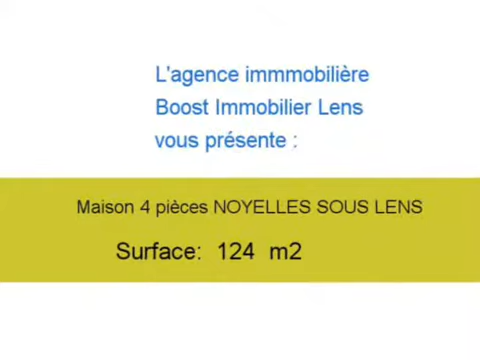 L'agence immmobilière
Boost Immobilier Lens
vous présente :
Maison 4 pièces NOYELLES SOUS LENS
Surface: 124 m2